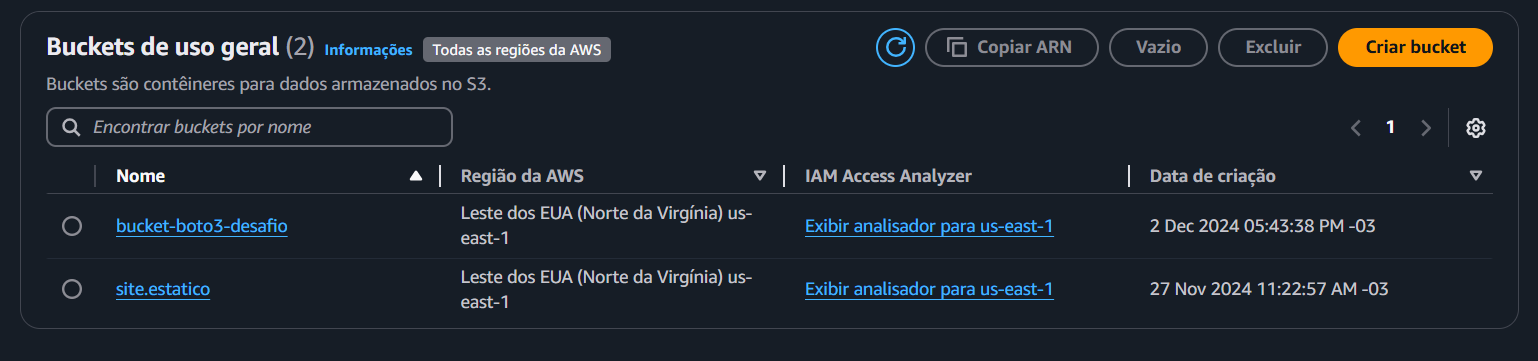 Buckets de uso geral (2) Informações Todas as regiões da AWS Copiar ARN Vazio Excluir Criar bucket
Buckets são contêineres para dados armazenados no S3.
Encontrar buckets por nome 1
Nome Região da AWS IAM Access Analyzer Data de criação
bucket-boto3-desafio Leste dos EUA (Norte da Virgínia) us-
east-1 Exibir analisador para us-east-1 2 Dec 2024 05:43:38 PM -03
site.estatico Leste dos EUA (Norte da Virgínia) us-
east-1 Exibir analisador para us-east-1 27 Nov 2024 11:22:57 AM -03